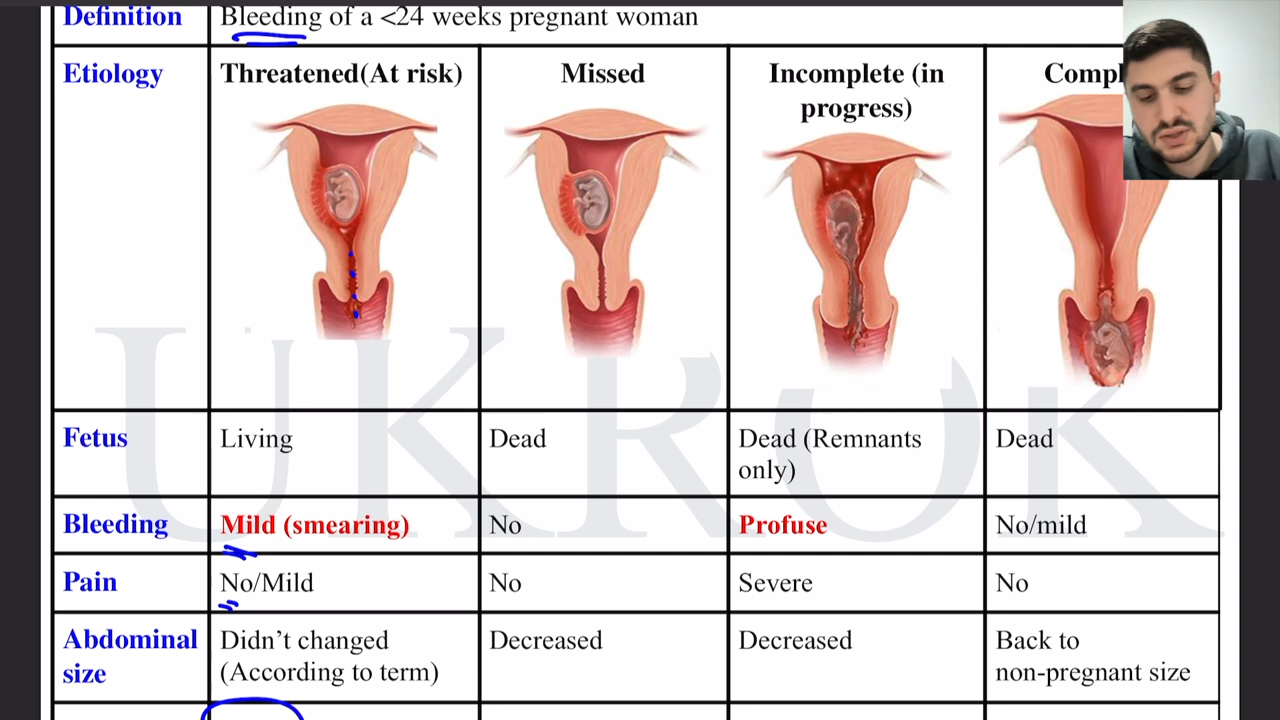 Definition
Bleeding of a <24 weeks pregnant woman
Etiology
Threatened(At risk)
Missed
Incomplete (in
progress)
Compl
UKROK
Fetus
Living
Dead
Dead (Remnants
only)
Dead
Bleeding
Mild (smearing)
No
Profuse
No/mild
Pain
No/Mild
No
Severe
No
Abdominal
size
Didn't changed
(According to term)
Decreased
Decreased
Back to
non-pregnant size